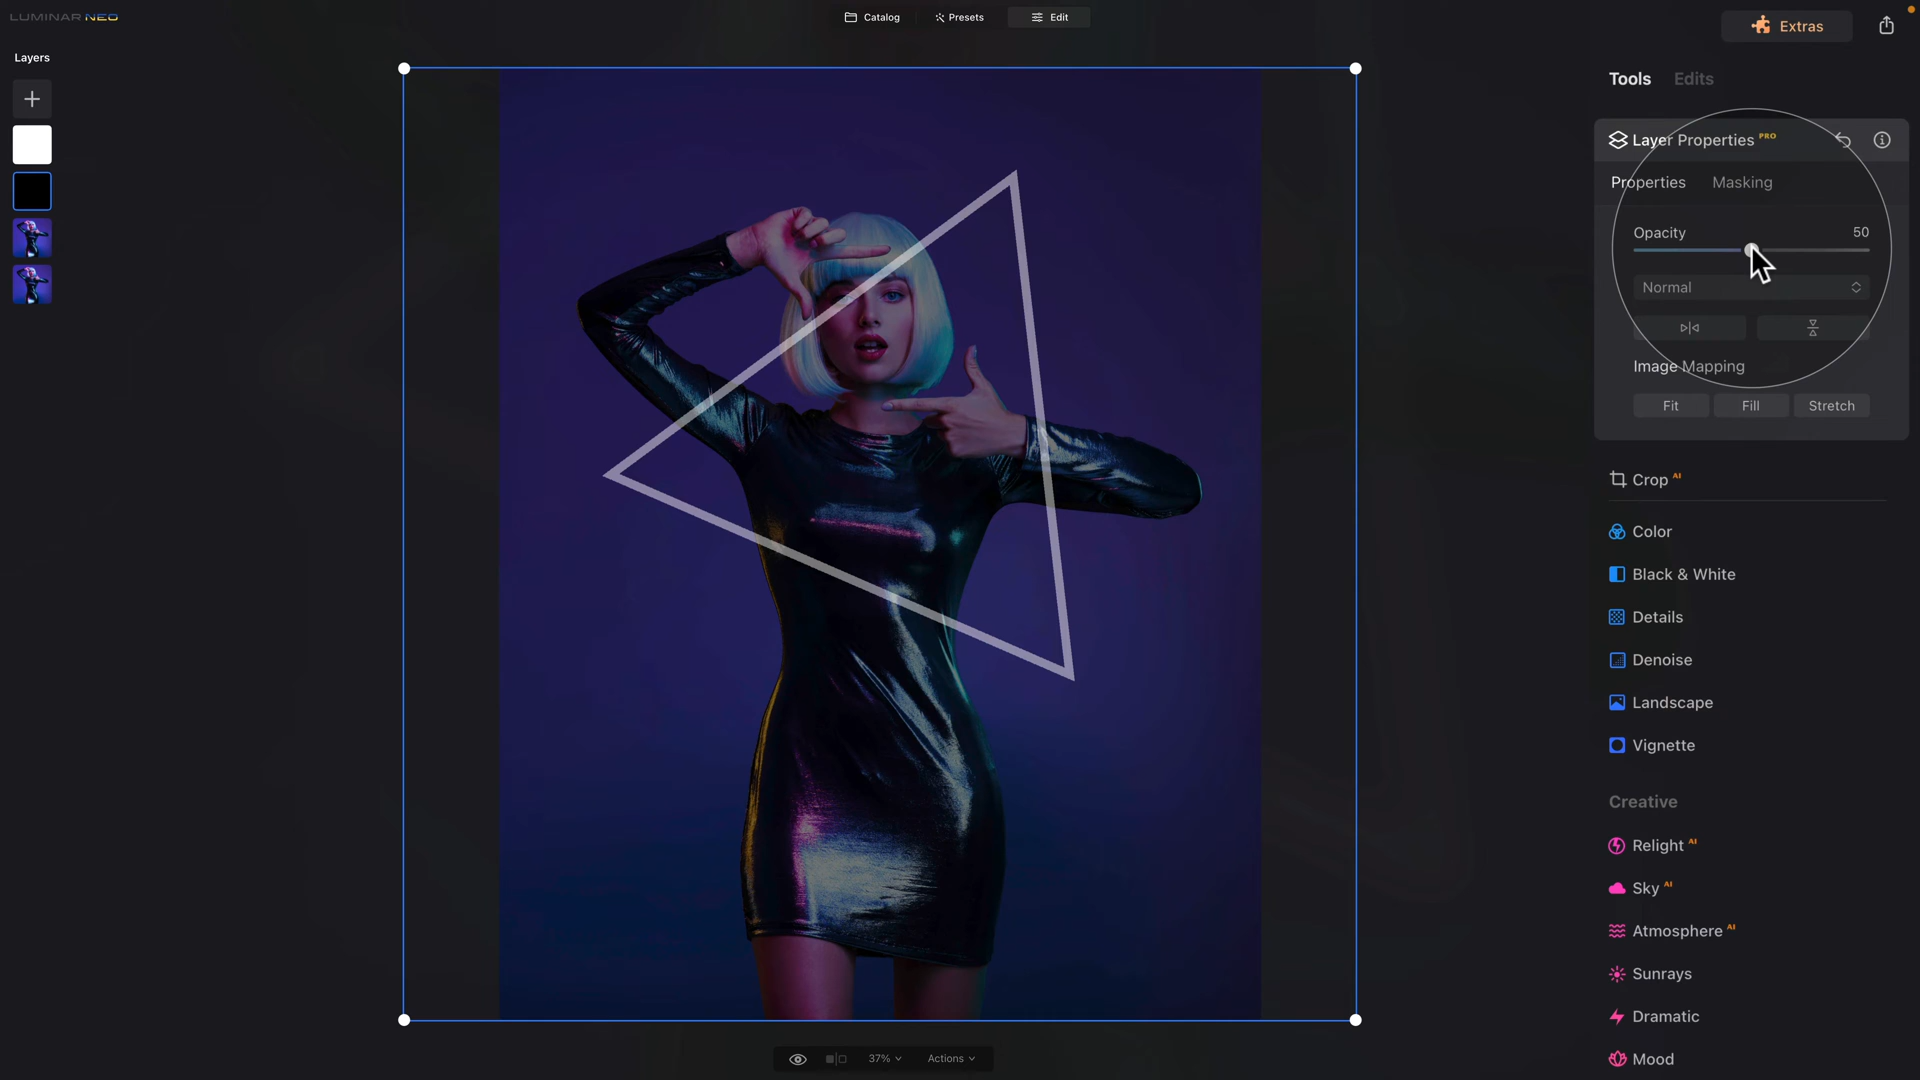 LUMINAR NEO
Catalog
Presets
Edit
Extras
Layers
Tools Edits
Layer Properties PRO
Properties Masking
Opacity 50
Normal
Image Mapping
Fit Fill Stretch
Crop AI
Color
Black & White
Details
Denoise
Landscape
Vignette
Creative
Relight AI
Sky AI
Atmosphere AI
Sunrays
Dramatic
Mood
37% Actions